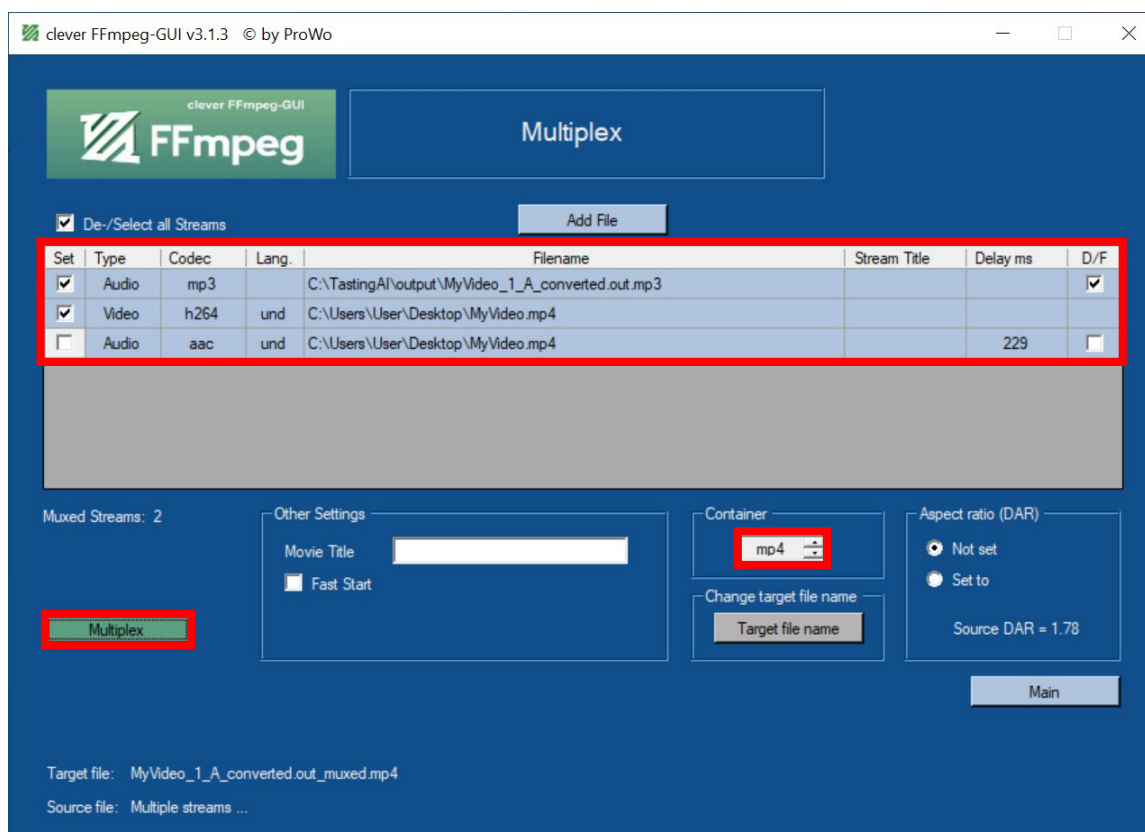 clever FFmpeg-GUI v3.1.3 © by ProWo
clever FFmpeg-GUI
FFmpeg
Multiplex
De-/Select all Streams
Add File
Set Type Codec Lang. Filename Stream Title Delay ms D/F
Audio mp3 C:\TastingAI\output\MyVideo_1_A_converted.out.mp3
Video h264 und C:\Users\User\Desktop\MyVideo.mp4
Audio aac und C:\Users\User\Desktop\MyVideo.mp4 229
Muxed Streams: 2
Other Settings
Movie Title
Fast Start
Container
mp4
Change target file name
Target file name
Aspect ratio (DAR)
Not set
Set to
Source DAR = 1.78
Multiplex
Main
Target file: MyVideo_1_A_converted.out_muxed.mp4
Source file: Multiple streams ...